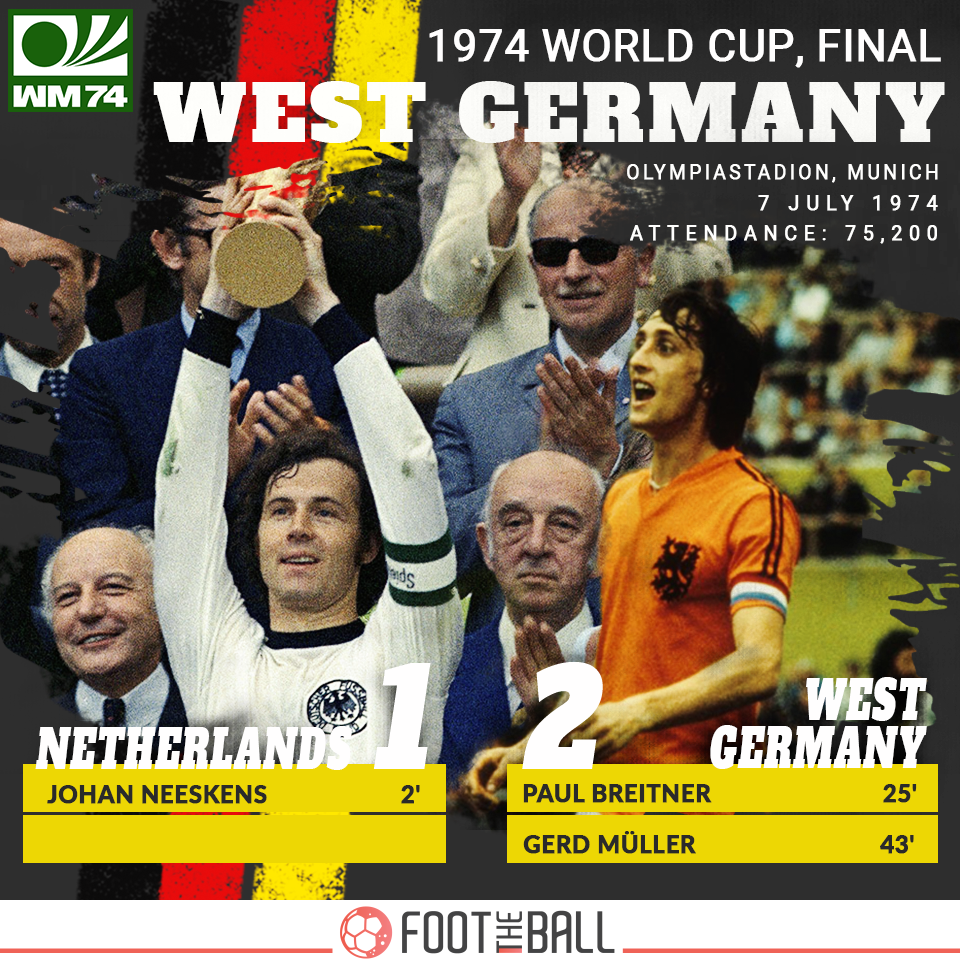 WM 74
1974 WORLD CUP, FINAL
WEST GERMANY
OLYMPIASTADION, MUNICH
7 JULY 1974
ATTENDANCE: 75,200
NETHERLANDS 1
2 WEST
GERMANY
JOHAN NEESKENS 2'
PAUL BREITNER 25'
GERD MÜLLER 43'
FOOT THE BALL